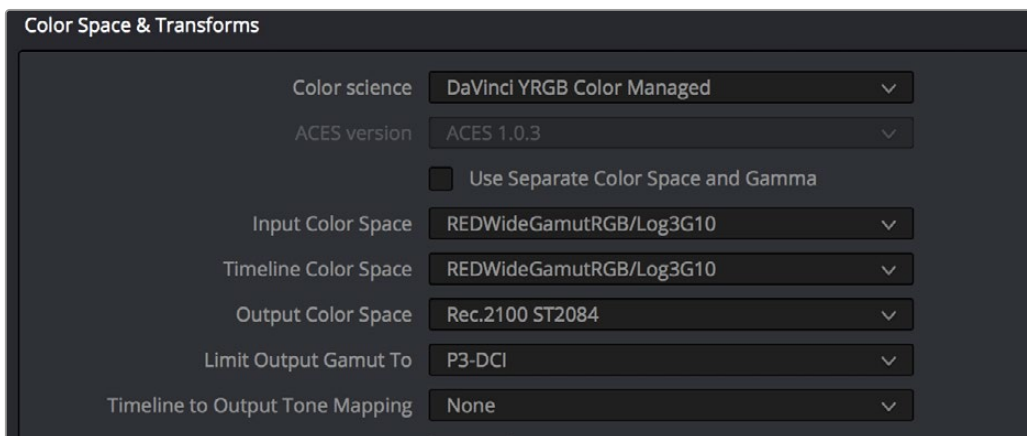 Color Space & Transforms
Color science DaVinci YRGB Color Managed
ACES version ACES 1.0.3
Use Separate Color Space and Gamma
Input Color Space REDWideGamutRGB/Log3G10
Timeline Color Space REDWideGamutRGB/Log3G10
Output Color Space Rec.2100 ST2084
Limit Output Gamut To P3-DCI
Timeline to Output Tone Mapping None